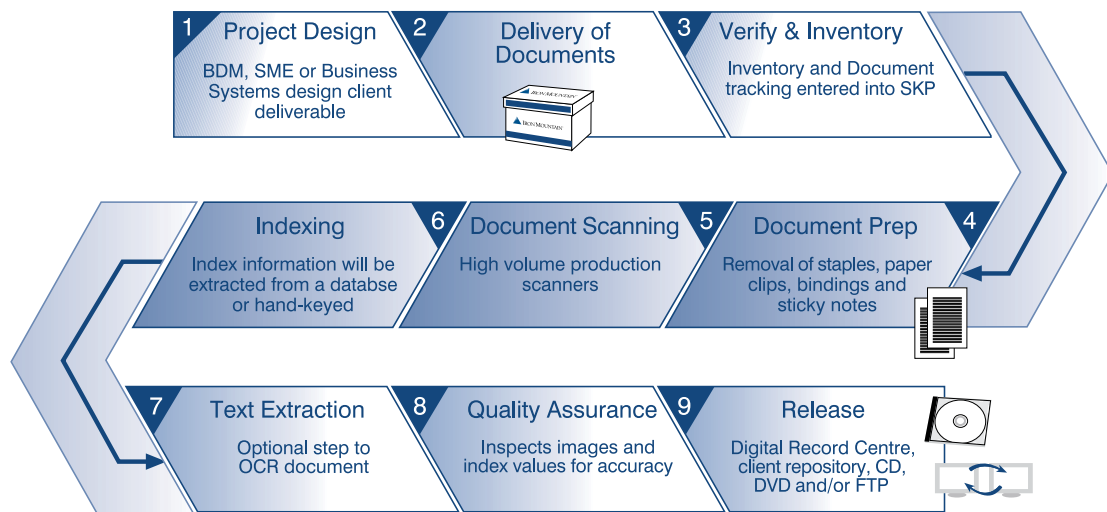 1
Project Design
BDM, SME or Business
Systems design client
deliverable
2
Delivery of
Documents
IRON MOUNTAIN
IRON MOUNTAIN
3
Verify & Inventory
Inventory and Document
tracking entered into SKP
4
Document Prep
Removal of staples, paper
clips, bindings and
sticky notes
5
Document Scanning
High volume production
scanners
6
Indexing
Index information will be
extracted from a databse
or hand-keyed
7
Text Extraction
Optional step to
OCR document
8
Quality Assurance
Inspects images and
index values for accuracy
9
Release
Digital Record Centre,
client repository, CD,
DVD and/or FTP